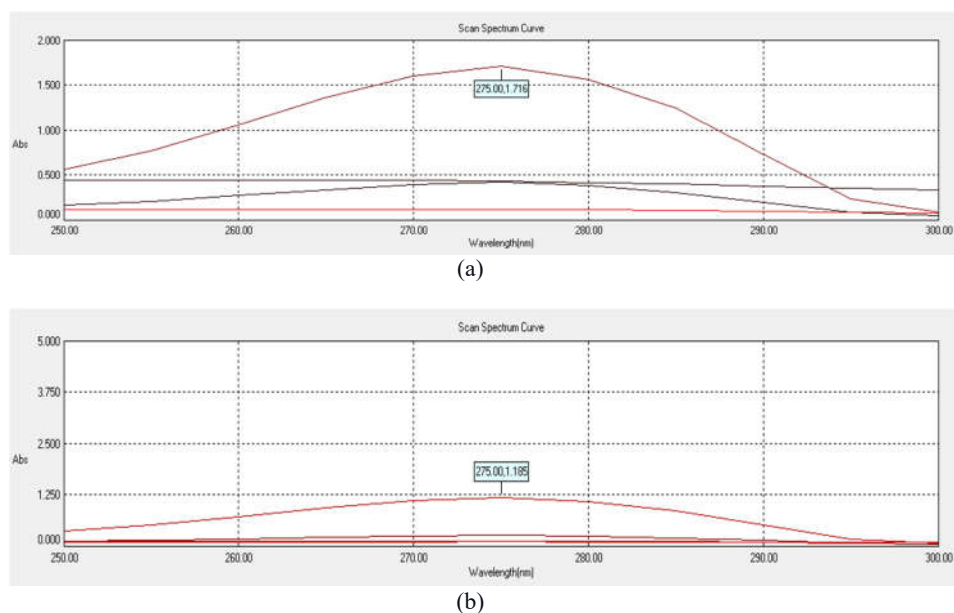 Scan Spectrum Curve
2.000
1.500
275.00,1.716
1.000
Abs
0.500
0.000
250.00 260.00 270.00 280.00 290.00 300.00
Wavelength(nm)
(a)
Scan Spectrum Curve
5.000
3.750
2.500
Abs
275.00,1.185
1.250
0.000
250.00 260.00 270.00 280.00 290.00 300.00
Wavelength(nm)
(b)